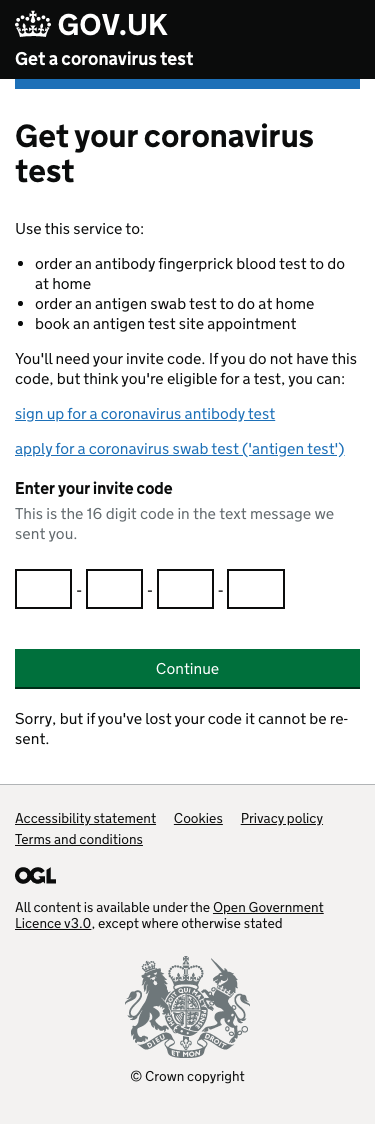 GOV.UK
Get a coronavirus test
Get your coronavirus
test
Use this service to:
• order an antibody fingerprick blood test to do
at home
• order an antigen swab test to do at home
• book an antigen test site appointment
You'll need your invite code. If you do not have this
code, but think you're eligible for a test, you can:
sign up for a coronavirus antibody test
apply for a coronavirus swab test ('antigen test')
Enter your invite code
This is the 16 digit code in the text message we
sent you.
- - -
Continue
Sorry, but if you've lost your code it cannot be re-
sent.
Accessibility statement Cookies Privacy policy
Terms and conditions
OGL
All content is available under the Open Government
Licence v3.0, except where otherwise stated
DIEU ET MON DROIT
© Crown copyright